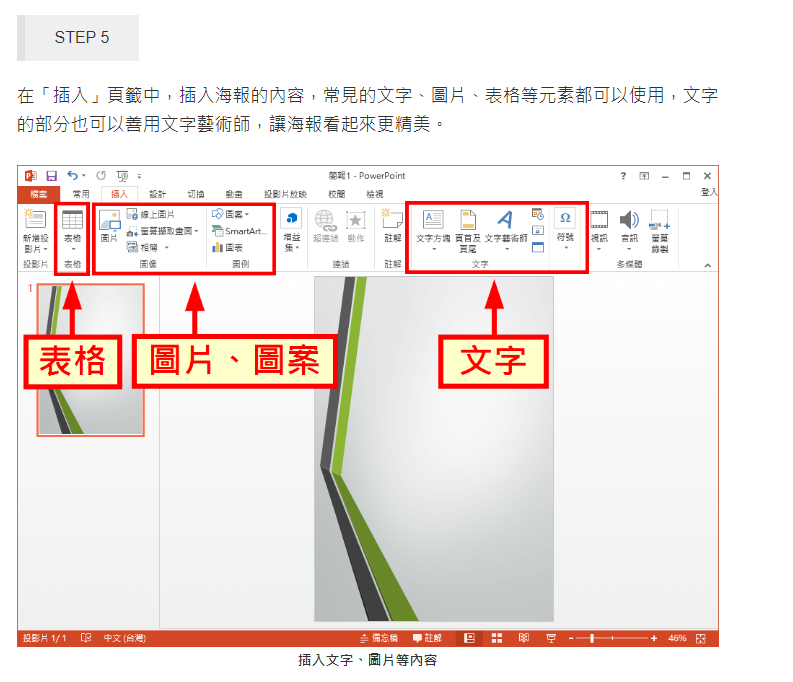 STEP 5
在「插入」頁籤中，插入海報的內容，常見的文字、圖片、表格等元素都可以使用，文字
的部分也可以善用文字藝術師，讓海報看起來更精美。
簡報1 - PowerPoint
?
檔案 常用 插入 設計 切換 動畫 投影片放映 校閱 檢視 登入
新增投影片 表格 圖片 線上圖片 螢幕擷取畫面 相簿 圖案 SmartArt... 圖表 增益集 超連結 動作 註解 文字方塊 頁首及頁尾 文字藝術師 Ω 符號 視訊 音訊 螢幕錄製
投影片 表格 圖像 圖例 連結 註解 文字 多媒體
1
表格 圖片、圖案 文字
投影片 1/1 中文 (台灣) 備忘稿 註解 46%
插入文字、圖片等內容